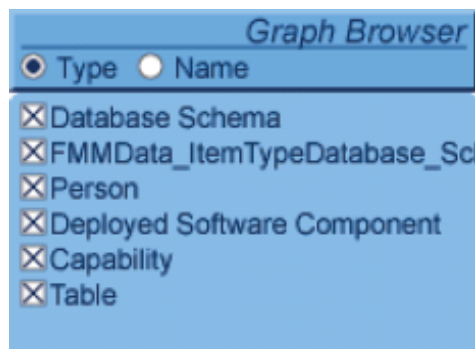 Graph Browser
Type Name
Database Schema
FMMData_ItemTypeDatabase_Sc
Person
Deployed Software Component
Capability
Table